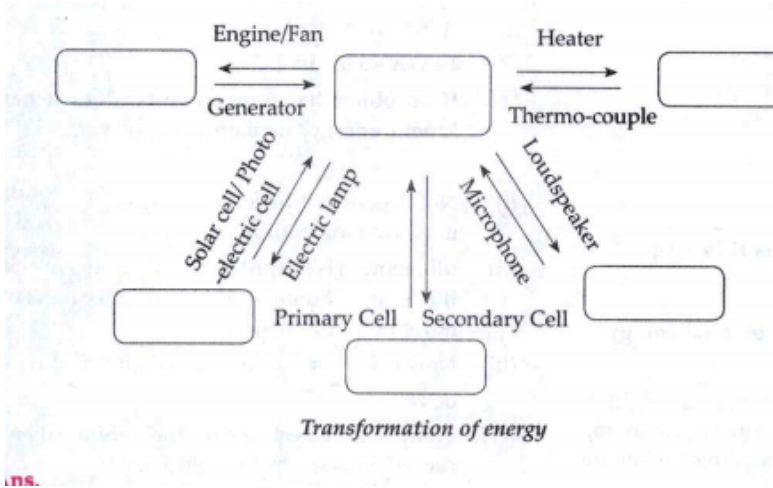 Engine/Fan
Generator
Heater
Thermo-couple
Solar cell/ Photo
-electric cell
Electric lamp
Microphone
Loudspeaker
Primary Cell
Secondary Cell
Transformation of energy
Ans.